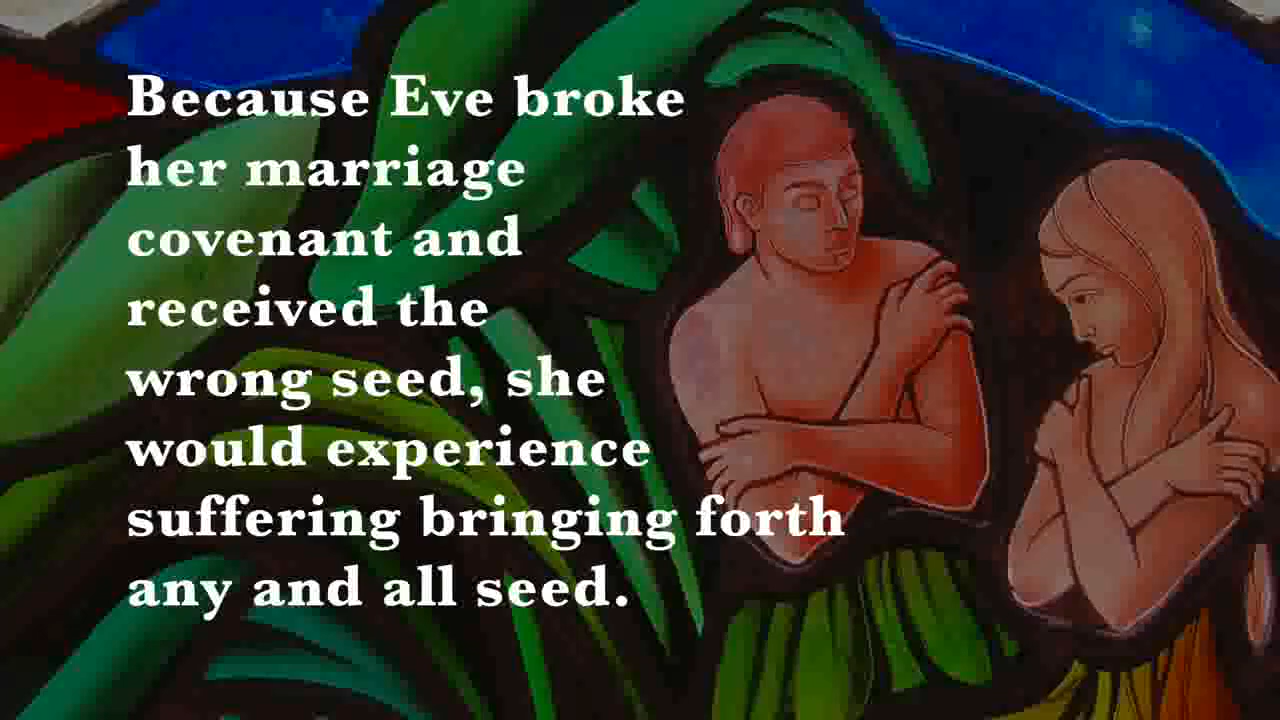 Because Eve broke
her marriage
covenant and
received the
wrong seed, she
would experience
suffering bringing forth
any and all seed.